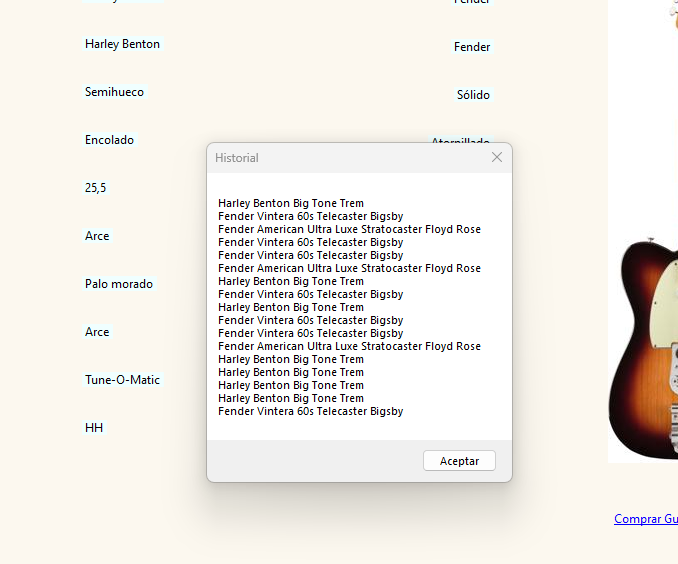 Harley Benton
Fender
Semihueco
Sólido
Encolado
Atornillado
25,5
Arce
Palo morado
Arce
Tune-O-Matic
HH
Historial
Harley Benton Big Tone Trem
Fender Vintera 60s Telecaster Bigsby
Fender American Ultra Luxe Stratocaster Floyd Rose
Fender Vintera 60s Telecaster Bigsby
Fender Vintera 60s Telecaster Bigsby
Fender American Ultra Luxe Stratocaster Floyd Rose
Harley Benton Big Tone Trem
Fender Vintera 60s Telecaster Bigsby
Harley Benton Big Tone Trem
Fender Vintera 60s Telecaster Bigsby
Fender Vintera 60s Telecaster Bigsby
Fender American Ultra Luxe Stratocaster Floyd Rose
Harley Benton Big Tone Trem
Harley Benton Big Tone Trem
Harley Benton Big Tone Trem
Harley Benton Big Tone Trem
Fender Vintera 60s Telecaster Bigsby
Aceptar
Comprar Gu